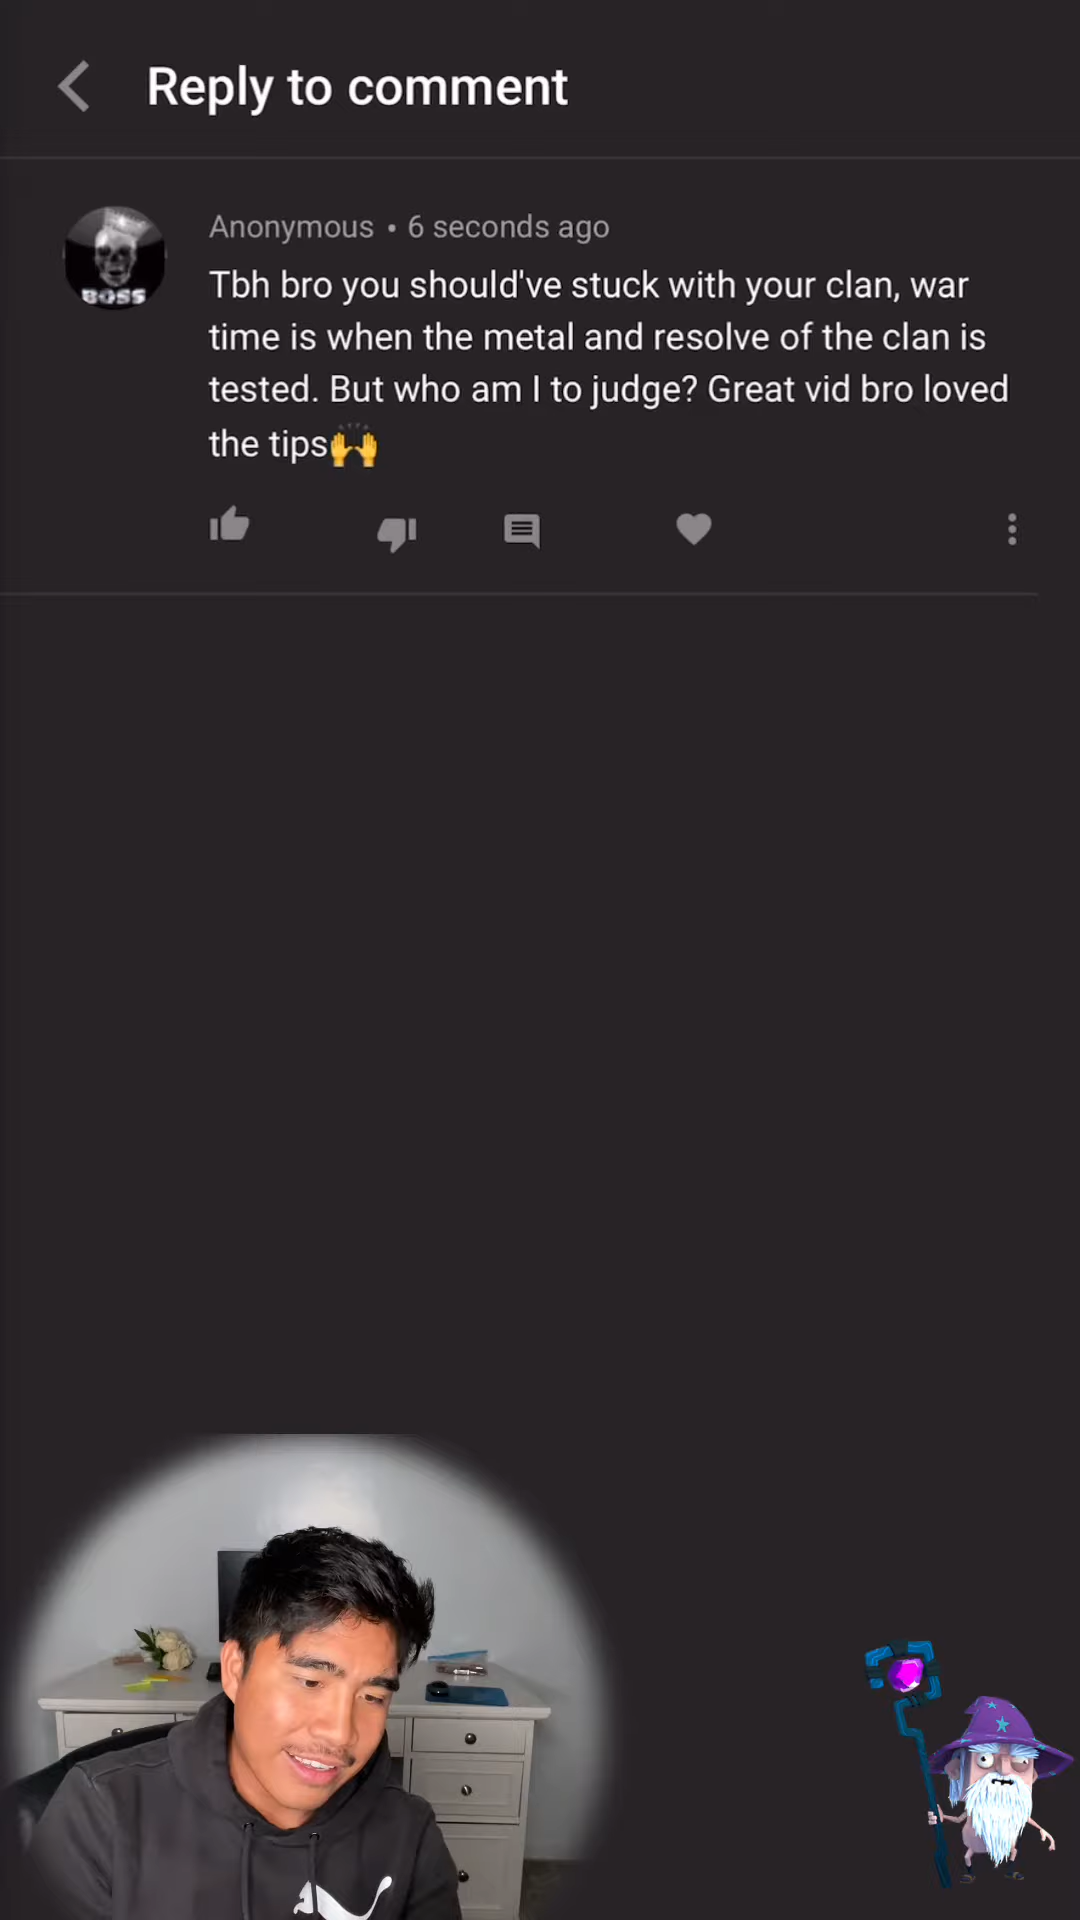 Reply to comment
Anonymous • 6 seconds ago
Tbh bro you should've stuck with your clan, war
time is when the metal and resolve of the clan is
tested. But who am I to judge? Great vid bro loved
the tips🙌
BOSS